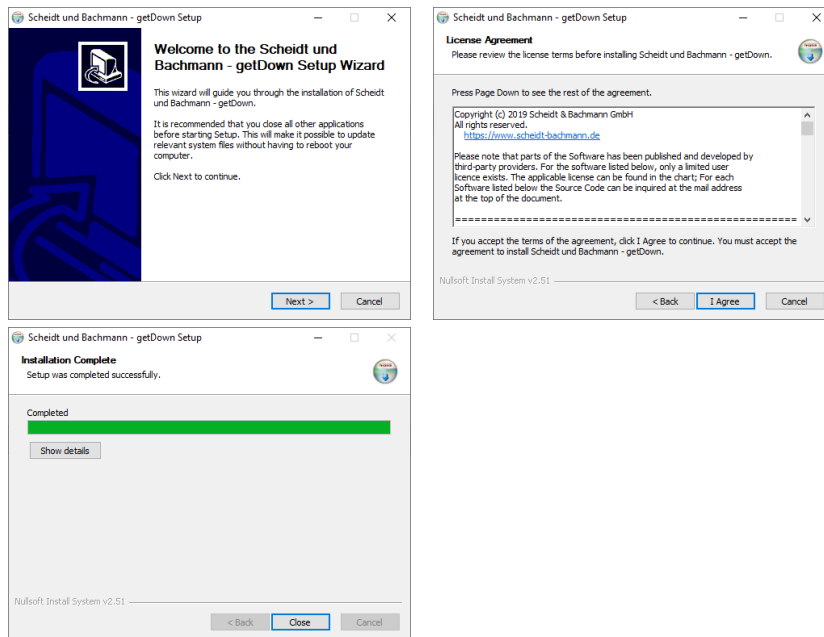 Scheidt und Bachmann - getDown Setup
Welcome to the Scheidt und
Bachmann - getDown Setup Wizard
This wizard will guide you through the installation of Scheidt
und Bachmann - getDown.
It is recommended that you close all other applications
before starting Setup. This will make it possible to update
relevant system files without having to reboot your
computer.
Click Next to continue.
Next >
Cancel
Scheidt und Bachmann - getDown Setup
License Agreement
Please review the license terms before installing Scheidt und Bachmann - getDown.
Press Page Down to see the rest of the agreement.
Copyright (c) 2019 Scheidt & Bachmann GmbH
All rights reserved.
https://www.scheidt-bachmann.de
Please note that parts of the Software has been published and developed by
third-party providers. For the software listed below, only a limited user
licence exists. The applicable license can be found in the chart; For each
Software listed below the Source Code can be inquired at the mail address
at the top of the document.
=====================================================
If you accept the terms of the agreement, click I Agree to continue. You must accept the
agreement to install Scheidt und Bachmann - getDown.
Nullsoft Install System v2.51
< Back
I Agree
Cancel
Scheidt und Bachmann - getDown Setup
Installation Complete
Setup was completed successfully.
Completed
Show details
Nullsoft Install System v2.51
< Back
Close
Cancel